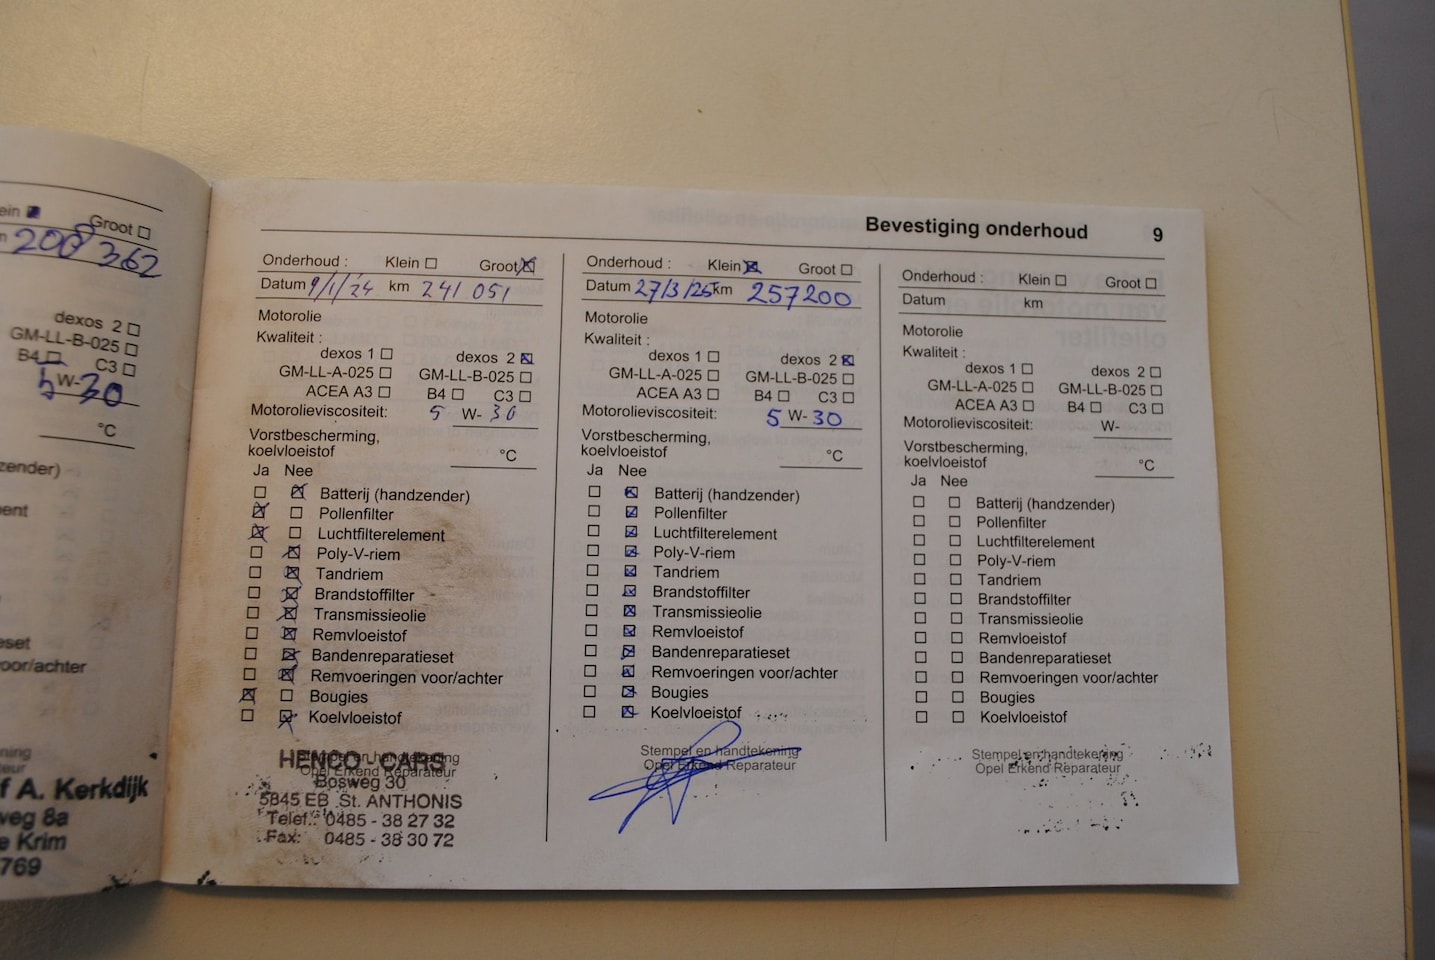 Klein Groot
208362
dexos 2
GM-LL-B-025
B4 C3
5 W-30
°C
f A. Kerkdijk
weg 8a
Krim
769
Bevestiging onderhoud 9
Onderhoud : Klein Groot
Datum 9/1/24 km 241 051
Motorolie
Kwaliteit :
dexos 1 dexos 2
GM-LL-A-025 GM-LL-B-025
ACEA A3 B4 C3
Motorolieviscositeit: 5 W- 30
Vorstbescherming,
koelvloeistof °C
Ja Nee
Batterij (handzender)
Pollenfilter
Luchtfilterelement
Poly-V-riem
Tandriem
Brandstoffilter
Transmissieolie
Remvloeistof
Bandenreparatieset
Remvoeringen voor/achter
Bougies
Koelvloeistof
Stempel en handtekening
Opel Erkend Reparateur
HENCO - CARS
Bosweg 30
5845 EB St. ANTHONIS
Telef.: 0485 - 38 27 32
Fax: 0485 - 38 30 72
Onderhoud : Klein Groot
Datum 27/3/25 km 257200
Motorolie
Kwaliteit :
dexos 1 dexos 2
GM-LL-A-025 GM-LL-B-025
ACEA A3 B4 C3
Motorolieviscositeit: 5 W- 30
Vorstbescherming,
koelvloeistof °C
Ja Nee
Batterij (handzender)
Pollenfilter
Luchtfilterelement
Poly-V-riem
Tandriem
Brandstoffilter
Transmissieolie
Remvloeistof
Bandenreparatieset
Remvoeringen voor/achter
Bougies
Koelvloeistof
Stempel en handtekening
Opel Erkend Reparateur
Onderhoud : Klein Groot
Datum km
Motorolie
Kwaliteit :
dexos 1 dexos 2
GM-LL-A-025 GM-LL-B-025
ACEA A3 B4 C3
Motorolieviscositeit: W-
Vorstbescherming,
koelvloeistof °C
Ja Nee
Batterij (handzender)
Pollenfilter
Luchtfilterelement
Poly-V-riem
Tandriem
Brandstoffilter
Transmissieolie
Remvloeistof
Bandenreparatieset
Remvoeringen voor/achter
Bougies
Koelvloeistof
Stempel en handtekening
Opel Erkend Reparateur